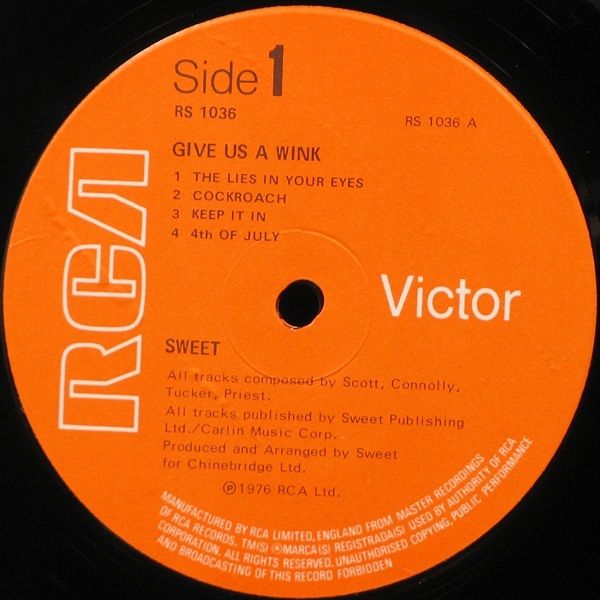 Side 1
RS 1036
RS 1036 A
GIVE US A WINK
1 THE LIES IN YOUR EYES
2 COCKROACH
3 KEEP IT IN
4 4th OF JULY
RCA
Victor
SWEET
All tracks composed by Scott, Connolly,
Tucker, Priest.
All tracks published by Sweet Publishing
Ltd./Carlin Music Corp.
Produced and Arranged by Sweet
for Chinebridge Ltd.
℗1976 RCA Ltd.
MANUFACTURED BY RCA LIMITED, ENGLAND FROM MASTER RECORDINGS
OF RCA RECORDS. TM(S) ® MARCA(S) REGISTRADA(S) USED BY AUTHORITY OF RCA
CORPORATION. ALL RIGHTS RESERVED. UNAUTHORISED COPYING, PUBLIC PERFORMANCE
AND BROADCASTING OF THIS RECORD FORBIDDEN